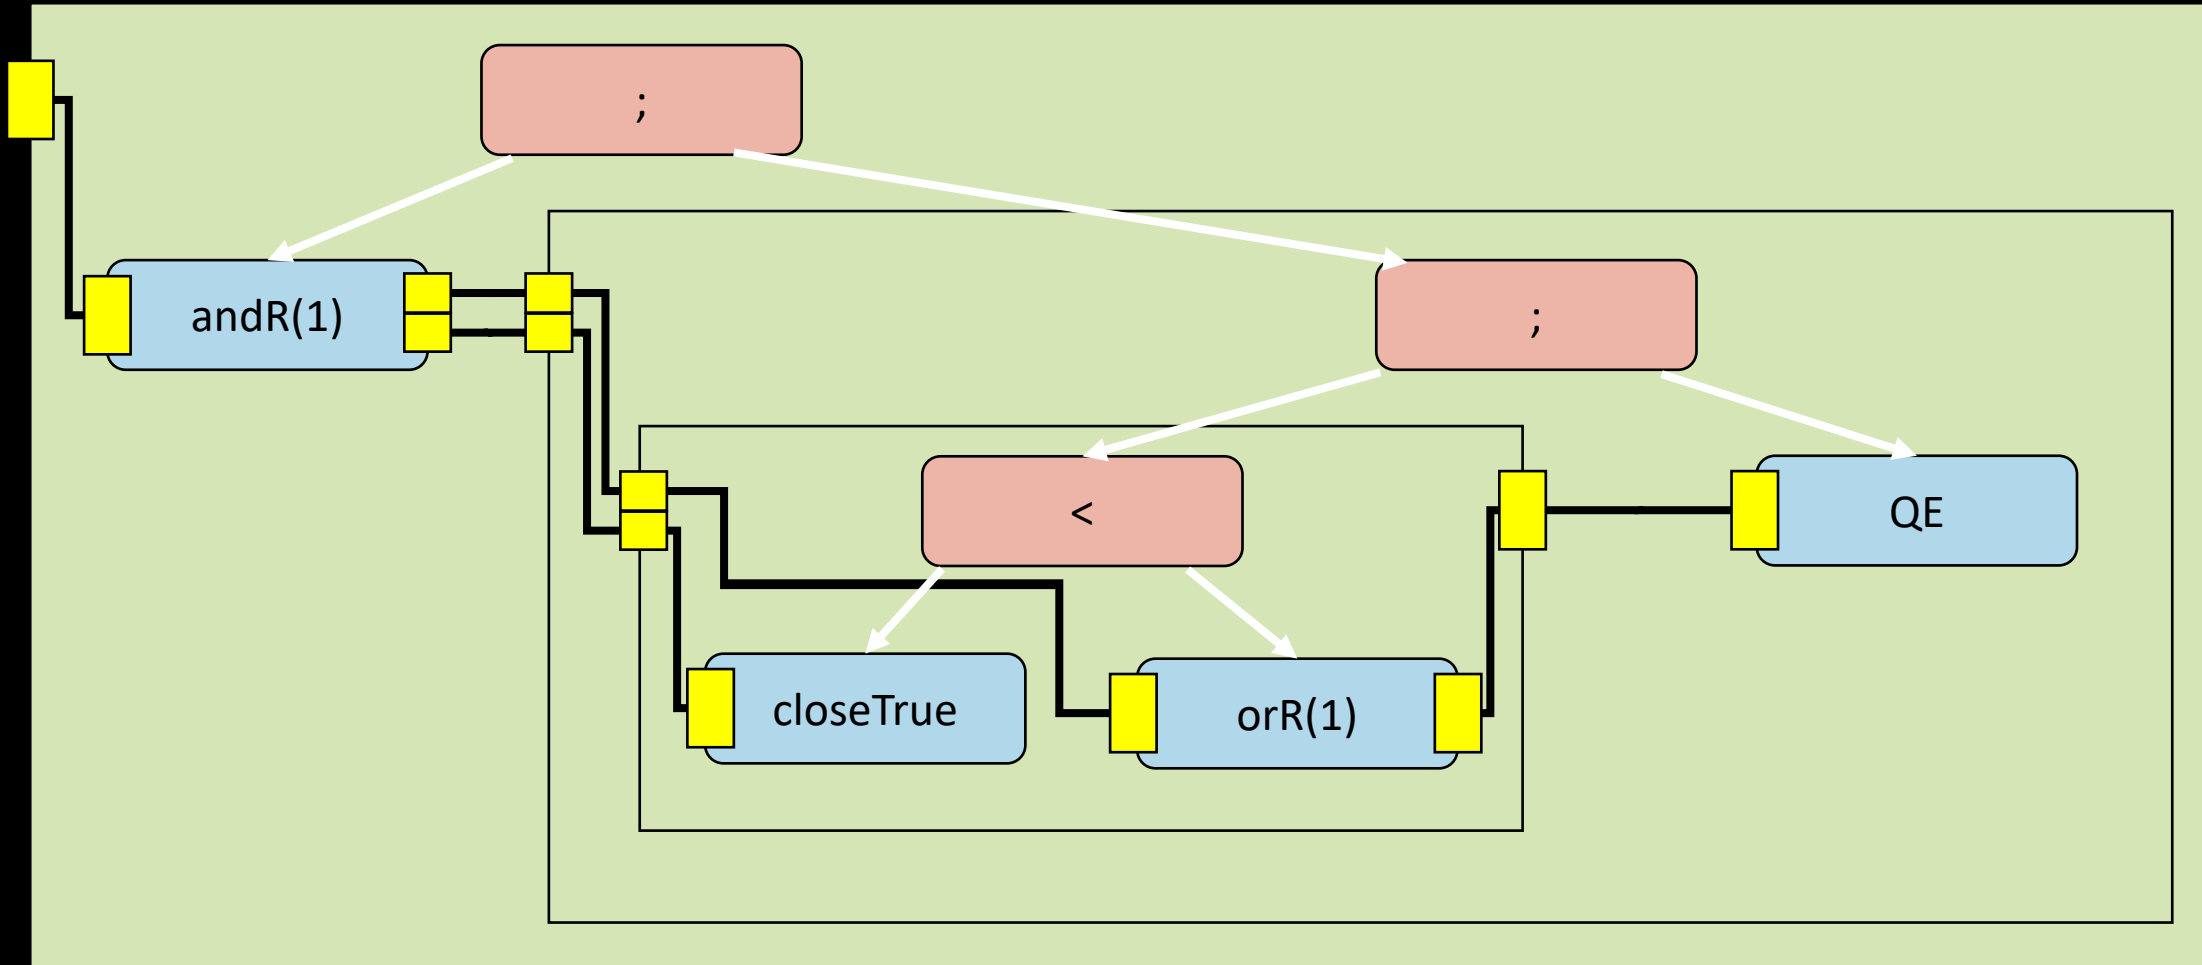 ;
andR(1)
;
<
QE
closeTrue
orR(1)